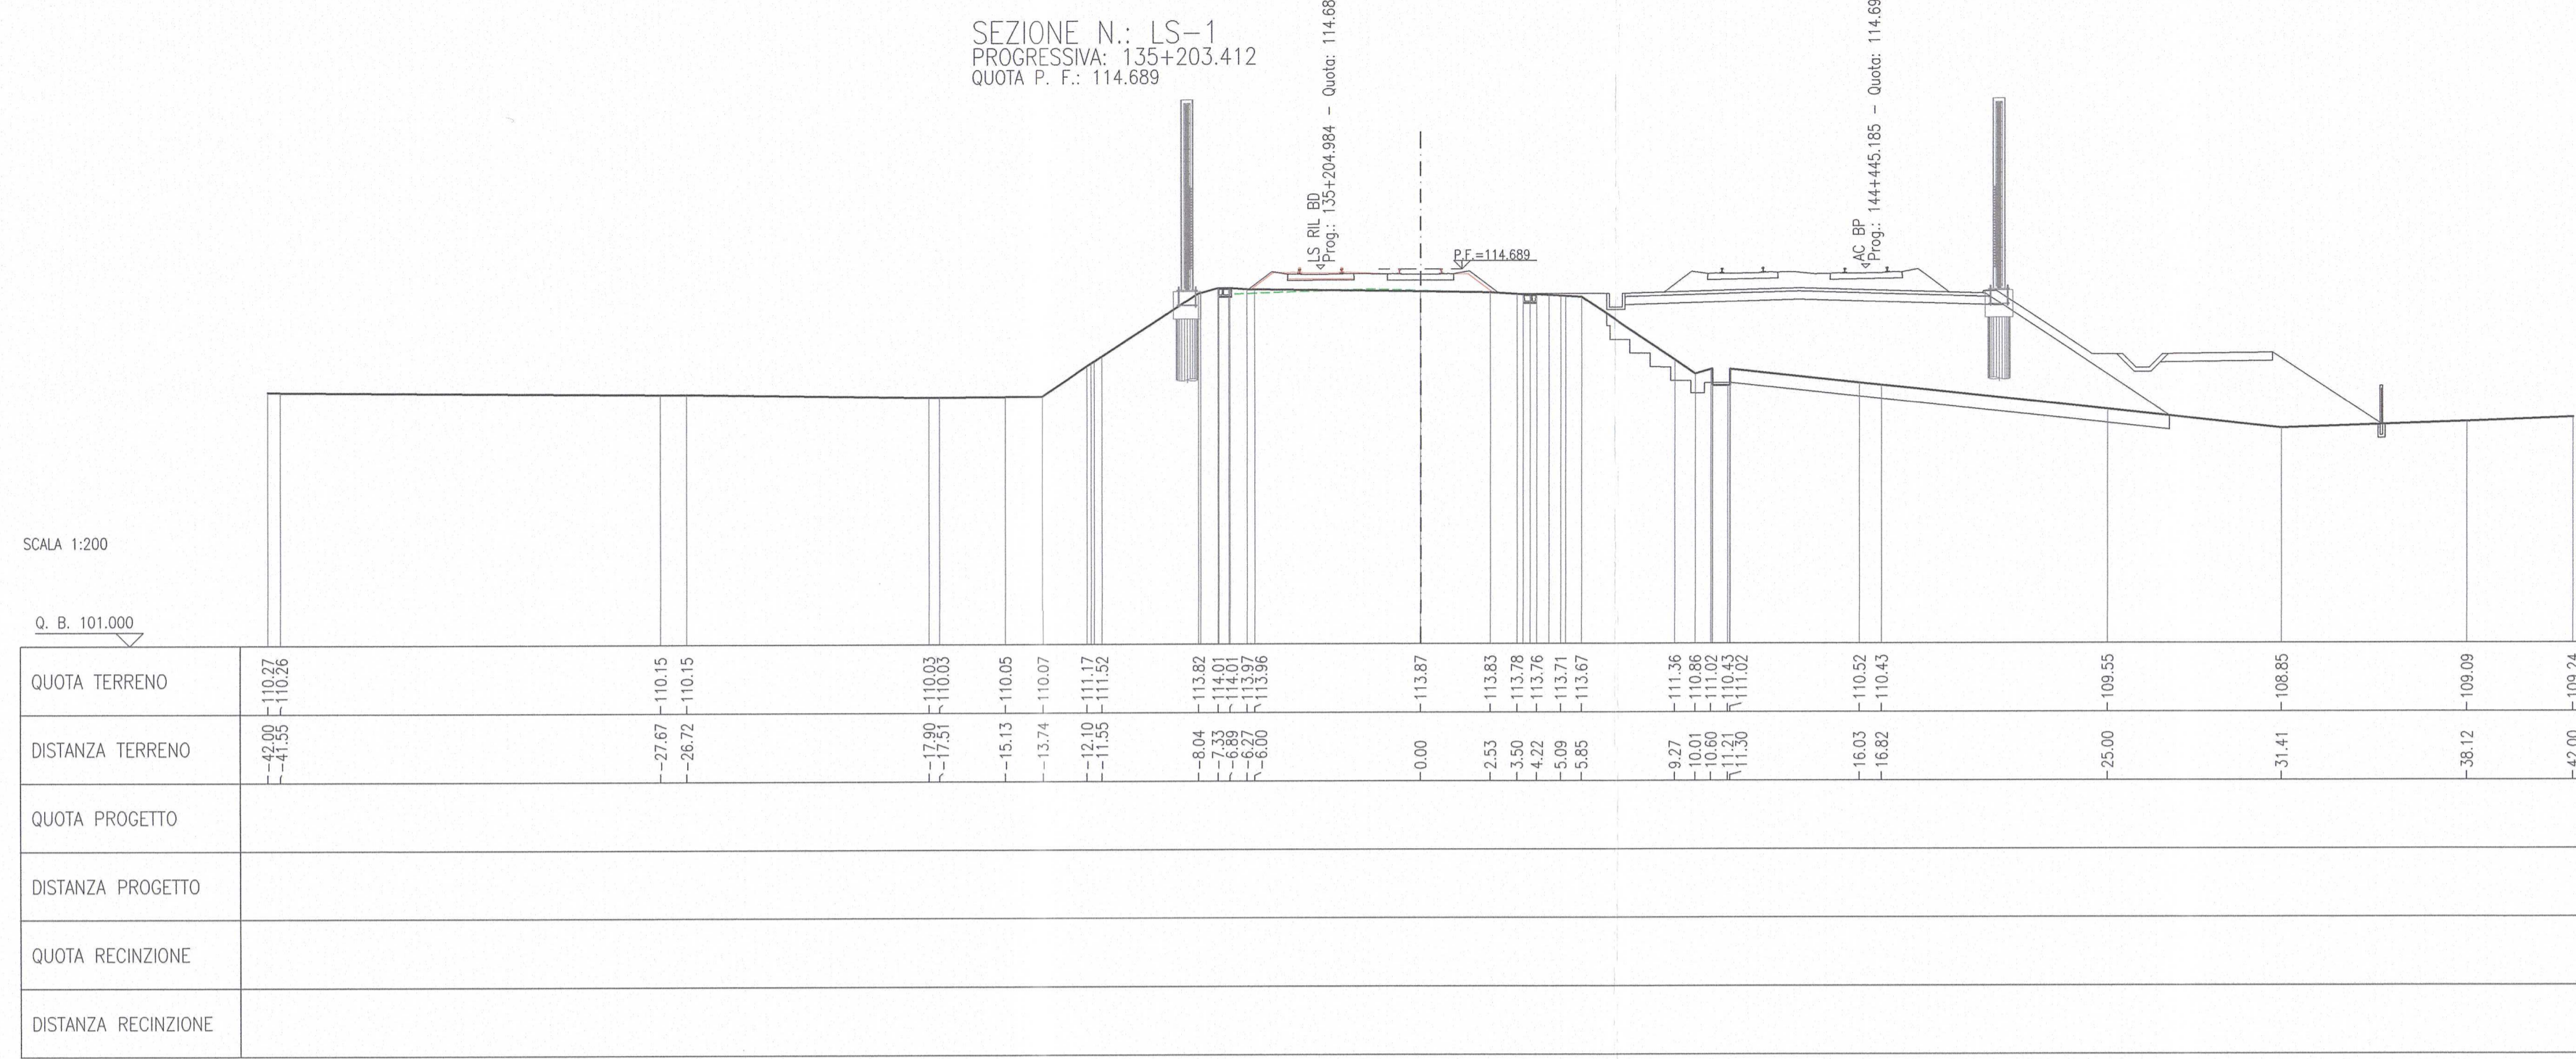 SEZIONE N.: LS-1
PROGRESSIVA: 135+203.412
QUOTA P. F.: 114.689
LS RIL BD
Prog.: 135+204.984 - Quota: 114.68
P.F.=114.689
AC BP
Prog.: 144+445.185 - Quota: 114.69
SCALA 1:200
Q. B. 101.000
QUOTA TERRENO 110.27 110.26 110.15 110.15 110.03 110.03 110.05 110.07 111.17 111.52 113.82 114.01 114.01 113.97 113.96 113.87 113.83 113.78 113.76 113.71 113.67 111.36 110.86 111.02 110.43 111.02 110.52 110.43 109.55 108.85 109.09 109.24
DISTANZA TERRENO -42.00 -41.55 -27.67 -26.72 -17.90 -17.51 -15.13 -13.74 -12.10 -11.55 -8.04 -7.33 -6.89 -6.27 -6.00 0.00 2.53 3.50 4.22 5.09 5.85 9.27 10.01 10.60 11.21 11.30 16.03 16.82 25.00 31.41 38.12 42.00
QUOTA PROGETTO
DISTANZA PROGETTO
QUOTA RECINZIONE
DISTANZA RECINZIONE